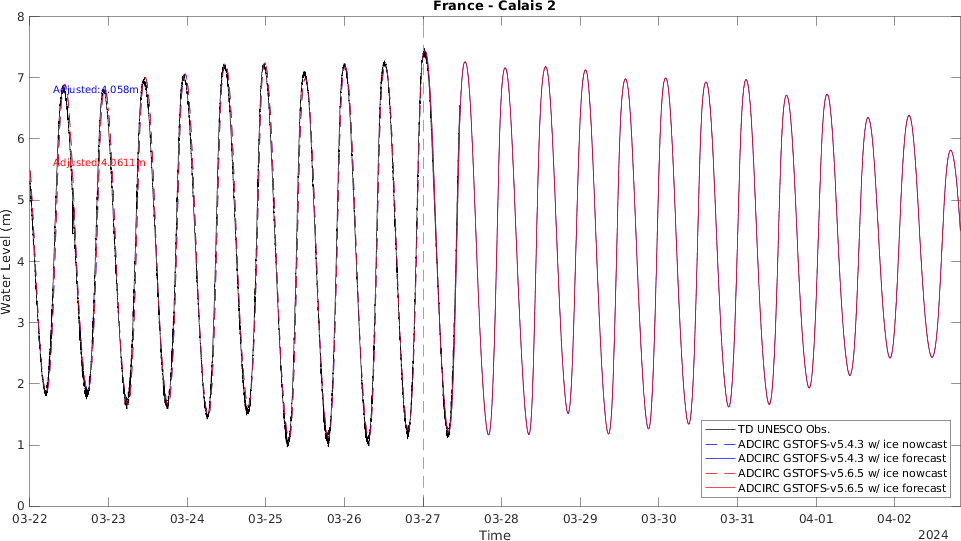 France - Calais 2
8
7
6
5
4
3
2
1
0
Water Level (m)
Adjusted:4.058m
Adjusted:4.0611m
TD UNESCO Obs.
ADCIRC GSTOFS-v5.4.3 w/ ice nowcast
ADCIRC GSTOFS-v5.4.3 w/ ice forecast
ADCIRC GSTOFS-v5.6.5 w/ ice nowcast
ADCIRC GSTOFS-v5.6.5 w/ ice forecast
03-22 03-23 03-24 03-25 03-26 03-27 03-28 03-29 03-30 03-31 04-01 04-02
Time
2024